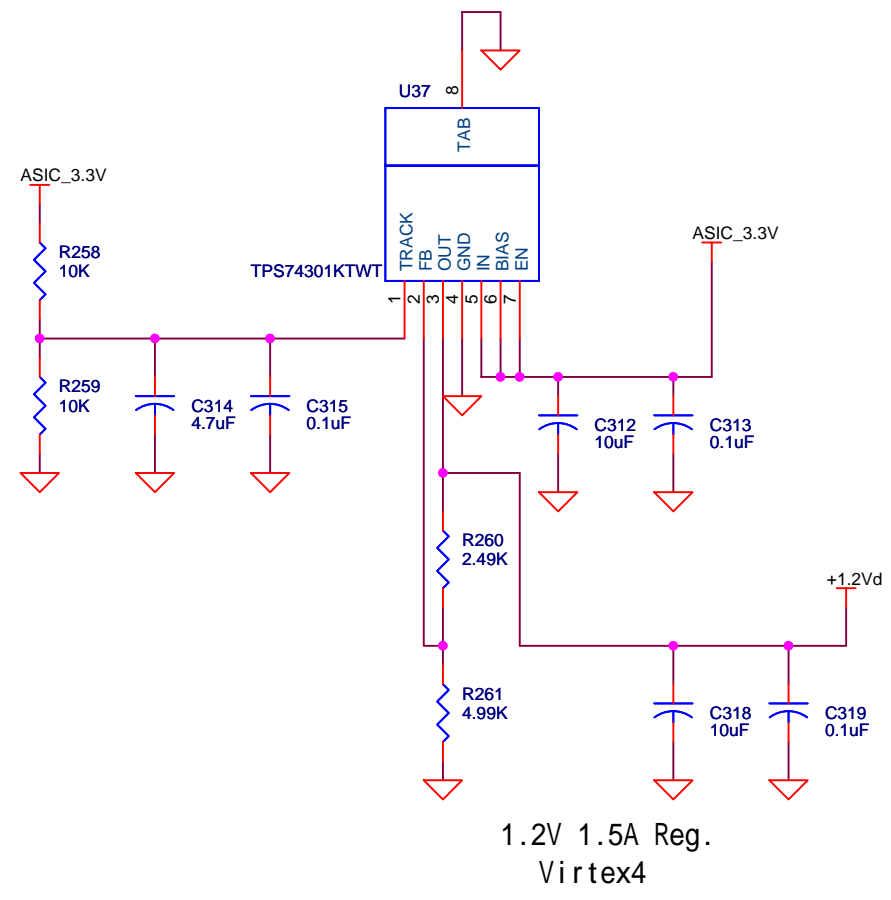 U37
8
TAB
ASIC_3.3V
R258
10K
TPS74301KTWT
TRACK
FB
OUT
GND
IN
BIAS
EN
1
2
3
4
5
6
7
ASIC_3.3V
R259
10K
C314
4.7uF
C315
0.1uF
C312
10uF
C313
0.1uF
R260
2.49K
+1.2Vd
R261
4.99K
C318
10uF
C319
0.1uF
1.2V 1.5A Reg.
Virtex4